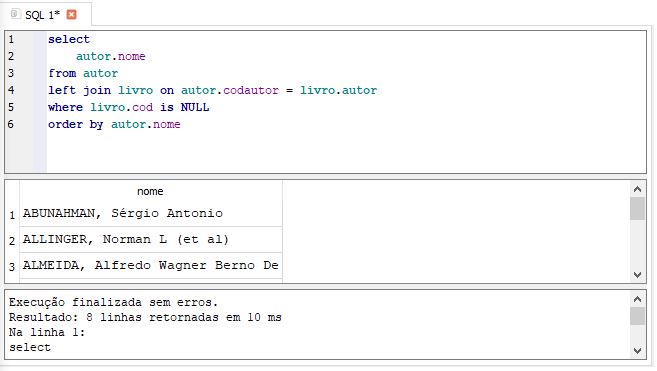 SQL 1*
1 select
2 autor.nome
3 from autor
4 left join livro on autor.codautor = livro.autor
5 where livro.cod is NULL
6 order by autor.nome
nome
1 ABUNAHMAN, Sérgio Antonio
2 ALLINGER, Norman L (et al)
3 ALMEIDA, Alfredo Wagner Berno De
Execução finalizada sem erros.
Resultado: 8 linhas retornadas em 10 ms
Na linha 1:
select